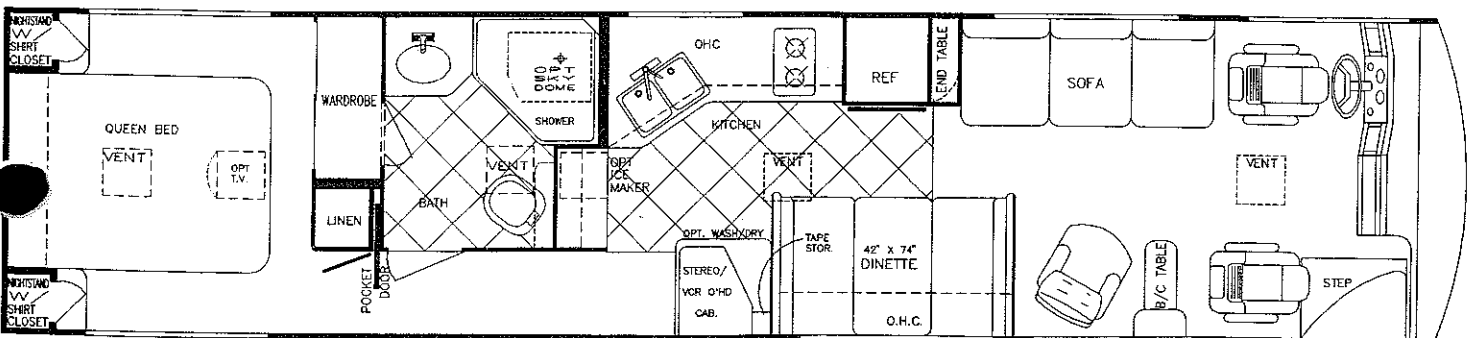 NIGHTSTAND
W
SHIRT
CLOSET
QUEEN BED
VENT
OPT
T.V.
NIGHTSTAND
W
SHIRT
CLOSET
WARDROBE
LINEN
POCKET
DOOR
BATH
VENT
OPT
SKY
DOME
SHOWER
OPT
ICE
MAKER
OHC
KITCHEN
VENT
REF
END TABLE
OPT. WASH/DRY
STEREO/
VCR O'HD
CAB.
TAPE
STOR.
42" X 74"
DINETTE
O.H.C.
SOFA
VENT
B/C TABLE
STEP